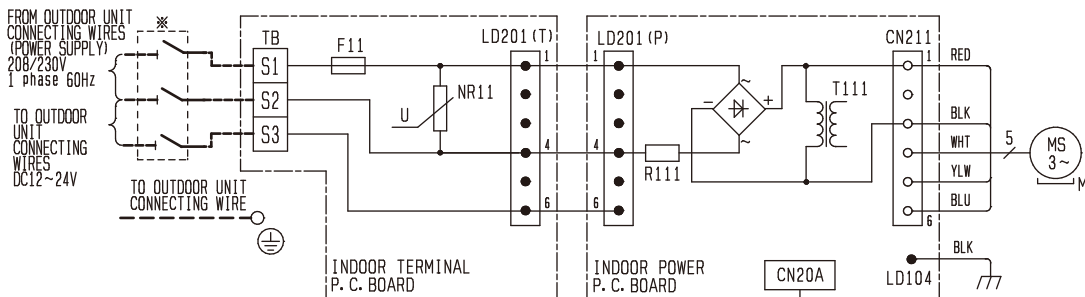 FROM OUTDOOR UNIT
CONNECTING WIRES
(POWER SUPPLY)
208/230V
1 phase 60Hz
TO OUTDOOR
UNIT
CONNECTING
WIRES
DC12~24V
※
TB
S1
S2
S3
F11
NR11
U
LD201(T)
1
4
6
TO OUTDOOR UNIT
CONNECTING WIRE
INDOOR TERMINAL
P.C.BOARD
LD201(P)
1
4
6
R111
~
~
-
+
T111
CN211
1
6
RED
BLK
WHT
YLW
BLU
5
MS
3~
M
INDOOR POWER
P.C.BOARD
CN20A
LD104
BLK